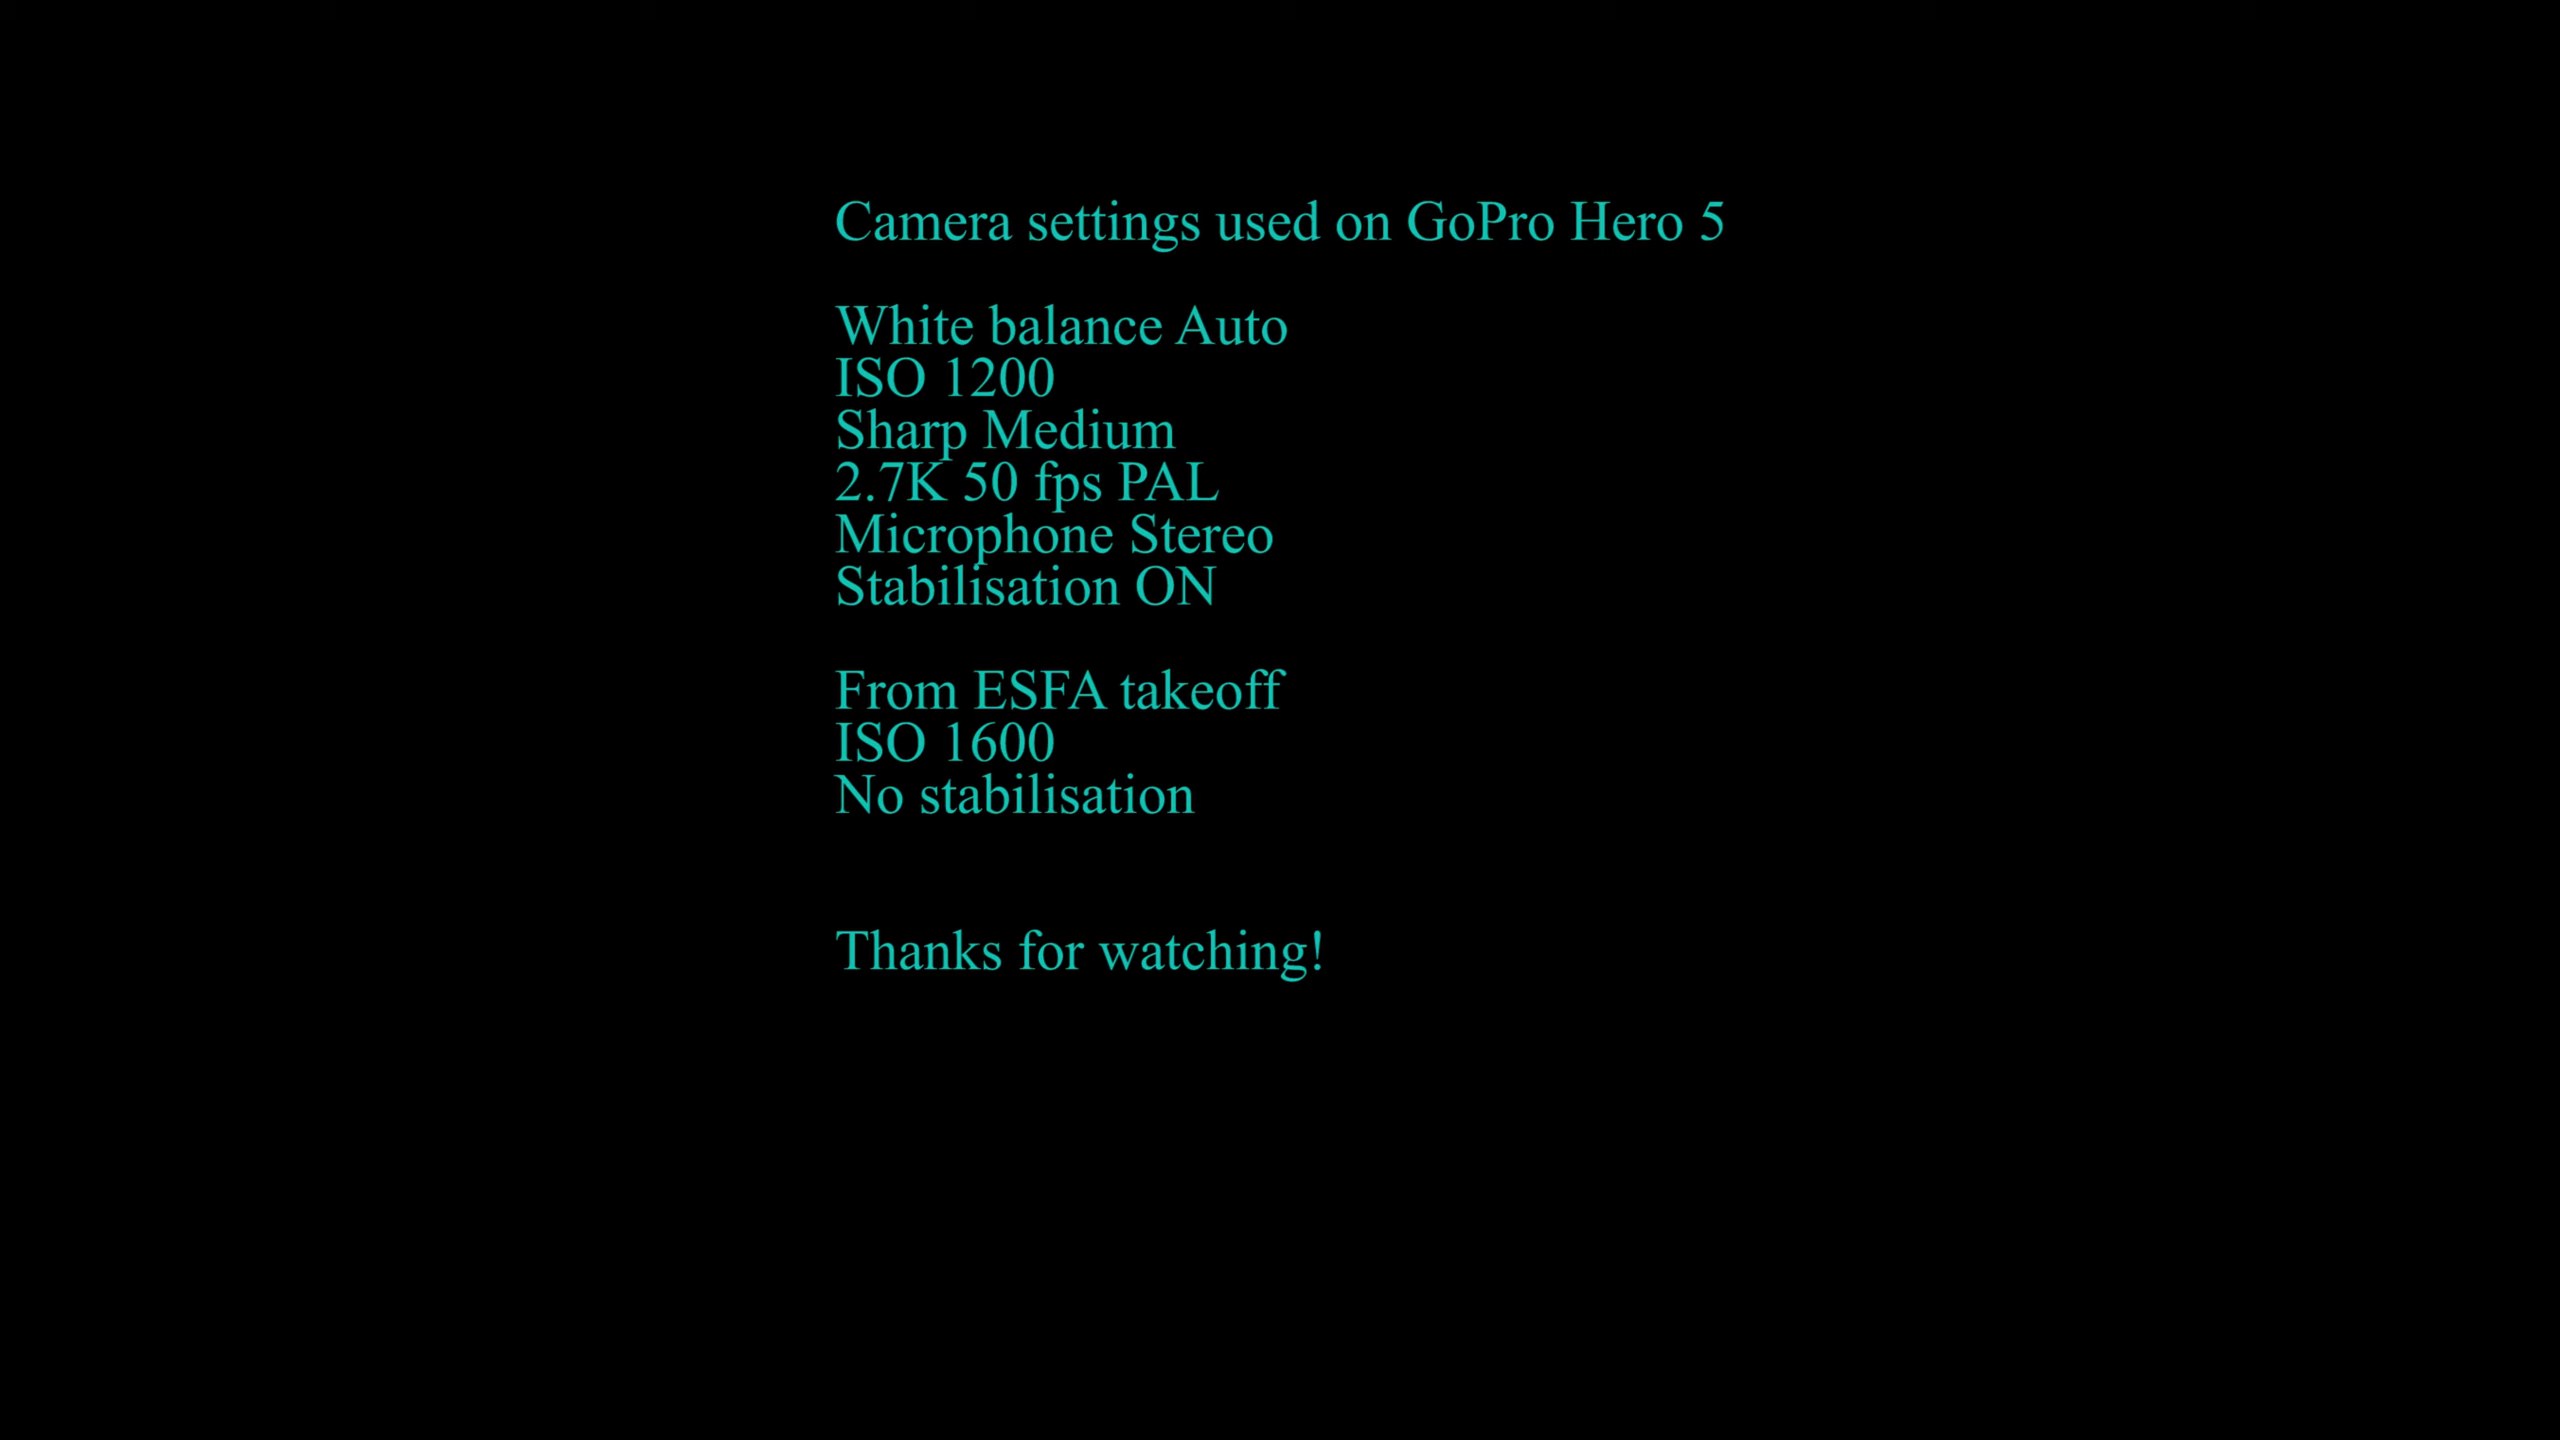 Camera settings used on GoPro Hero 5
White balance Auto
ISO 1200
Sharp Medium
2.7K 50 fps PAL
Microphone Stereo
Stabilisation ON
From ESFA takeoff
ISO 1600
No stabilisation
Thanks for watching!